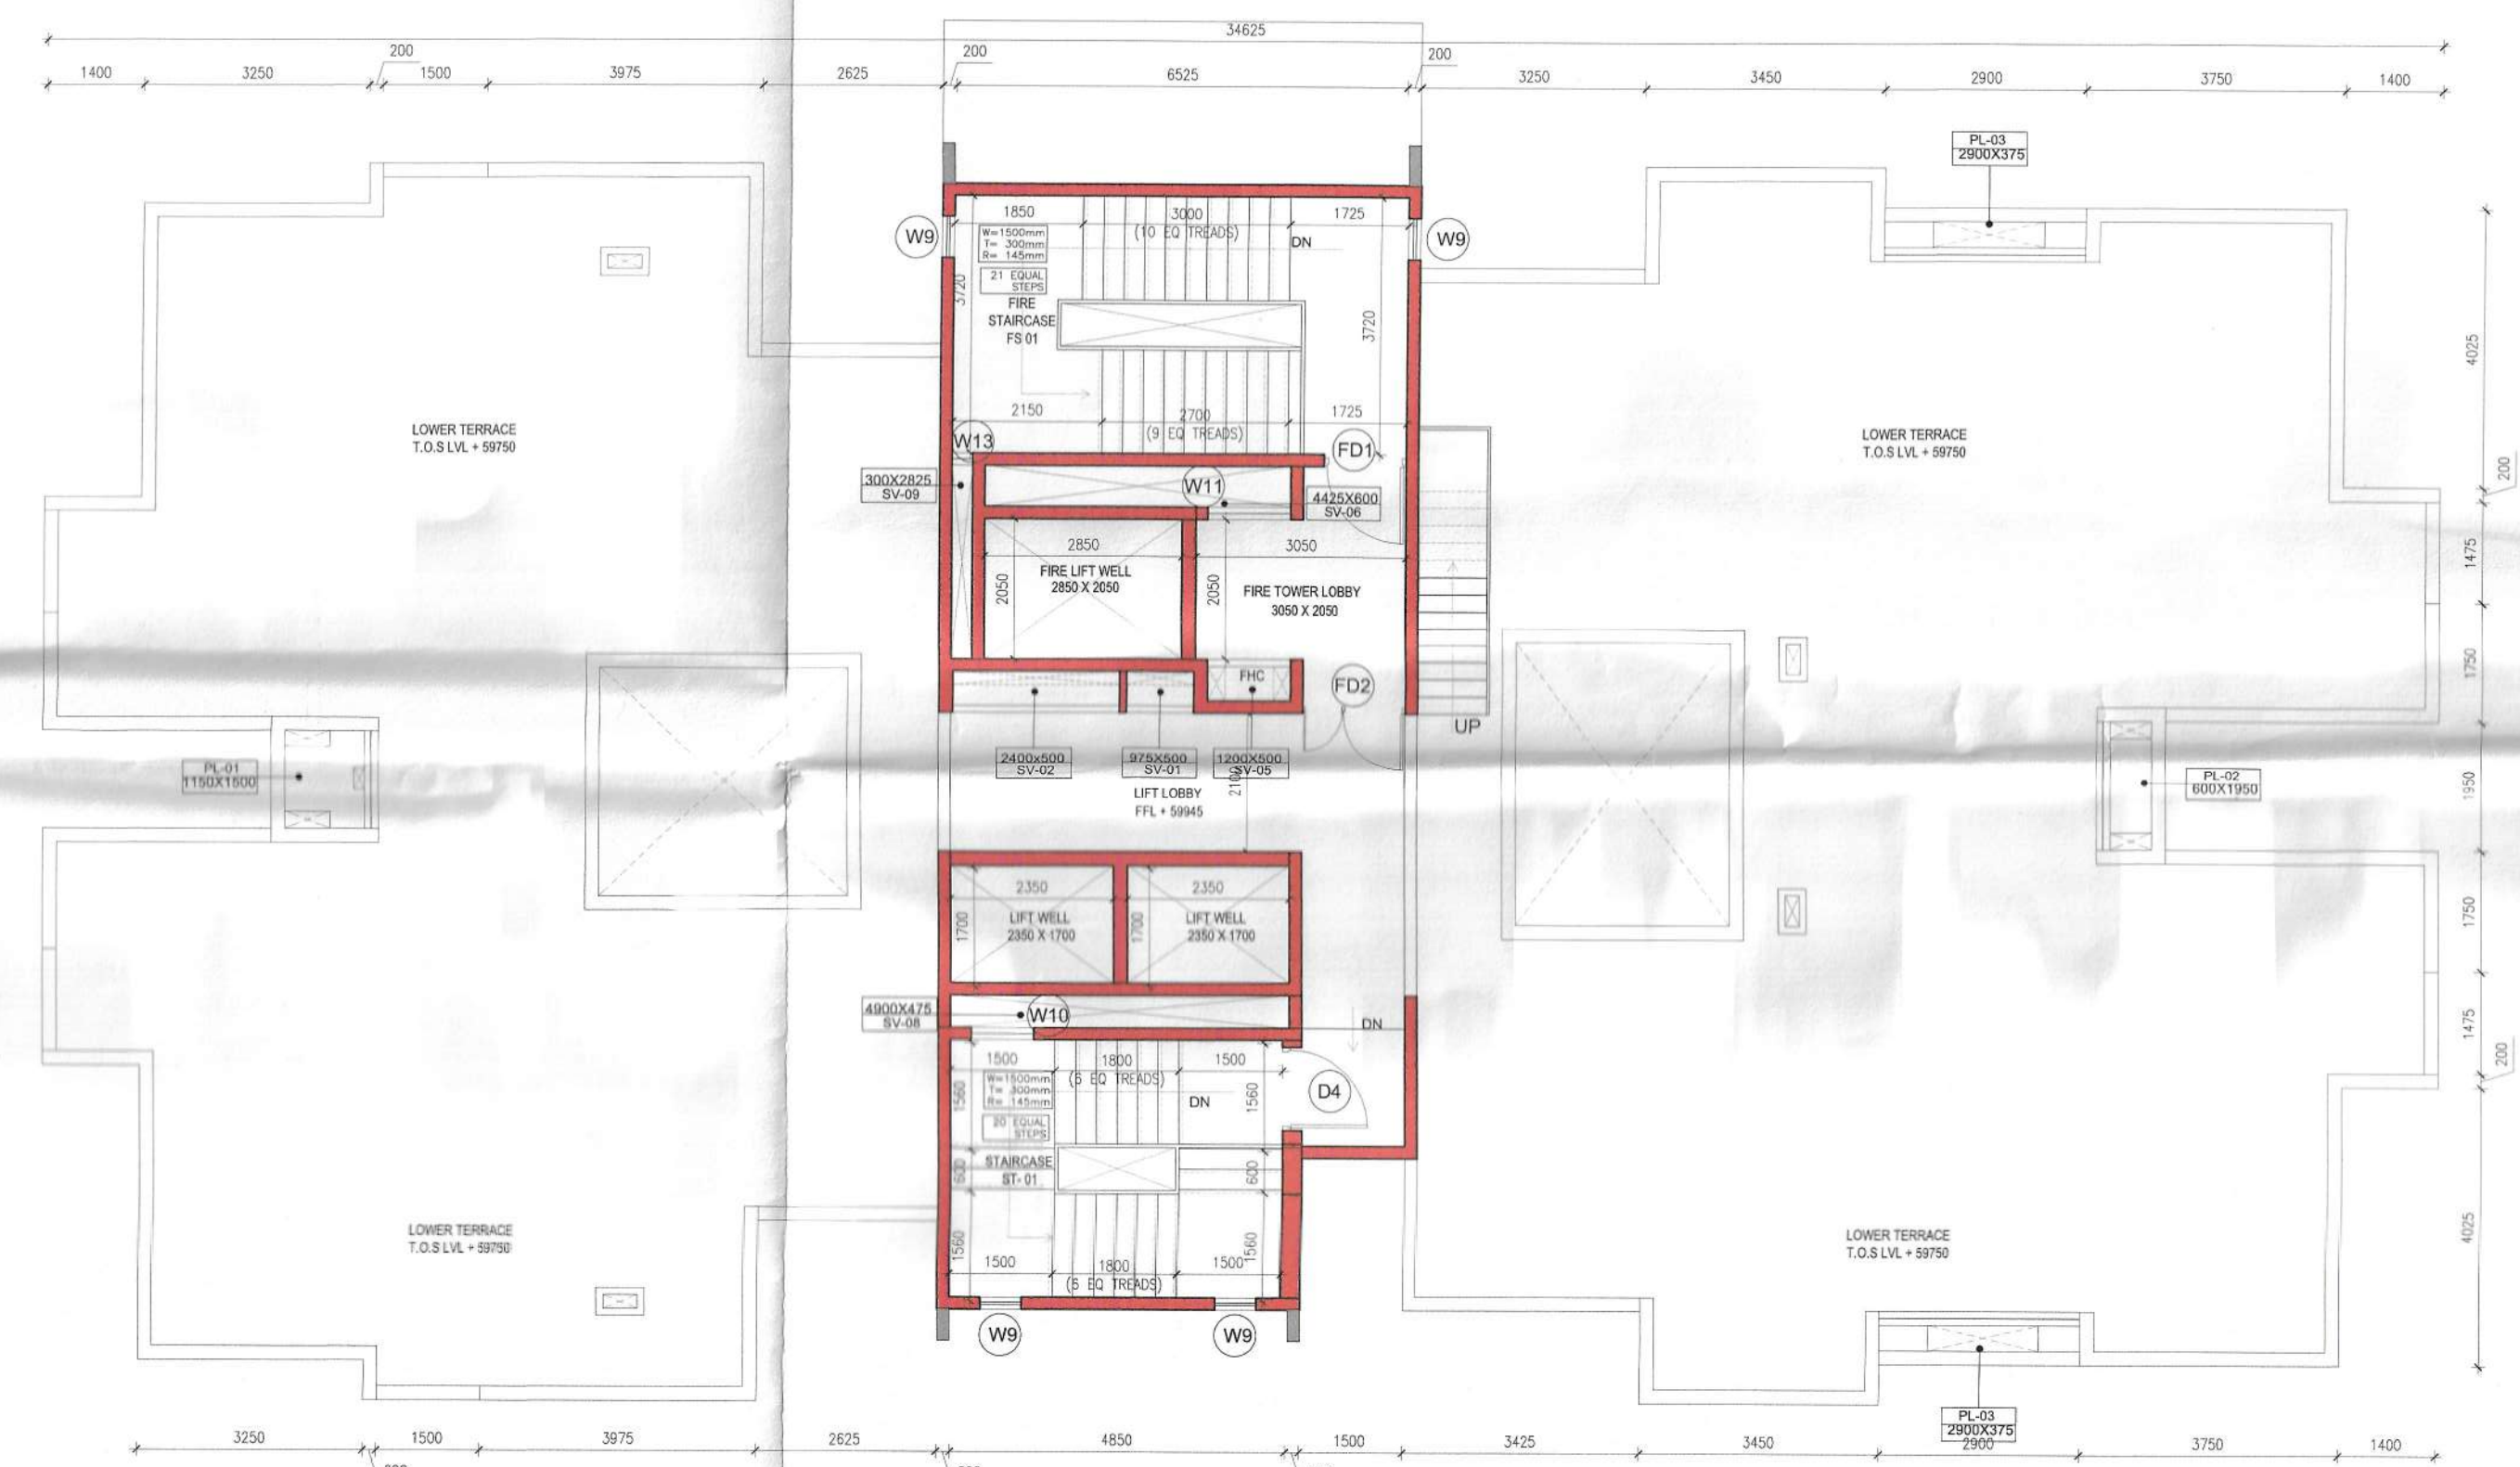 34625
200
200
200
1400
3250
1500
3975
2625
6525
3250
3450
2900
3750
1400
PL-03
2900X375
W9
1850
3000
1725
(10 EQ TREADS)
DN
W9
W=1500mm
T= 300mm
R= 145mm
21 EQUAL
STEPS
3720
FIRE
STAIRCASE
FS 01
3720
4025
2150
2700
1725
(9 EQ TREADS)
W13
FD1
LOWER TERRACE
T.O.S LVL + 59750
LOWER TERRACE
T.O.S LVL + 59750
200
300X2825
SV-09
W11
4425X600
SV-06
2850
3050
1475
FIRE LIFT WELL
2850 X 2050
2050
2050
FIRE TOWER LOBBY
3050 X 2050
1750
FHC
FD2
UP
2400x500
SV-02
975X500
SV-01
1200X500
SV-05
PL-01
1150X1500
PL-02
600X1950
1950
2100
LIFT LOBBY
FFL + 59945
2350
2350
1700
LIFT WELL
2350 X 1700
1700
LIFT WELL
2350 X 1700
1750
4900X475
SV-08
W10
DN
1475
200
1500
1800
1500
(5 EQ TREADS)
W=1500mm
T= 300mm
R= 145mm
1560
DN
1560
D4
20 EQUAL
STEPS
600
STAIRCASE
ST- 01
600
LOWER TERRACE
T.O.S LVL + 59750
LOWER TERRACE
T.O.S LVL + 59750
4025
1560
1560
1500
1800
1500
(5 EQ TREADS)
W9
W9
PL-03
2900X375
3250
1500
3975
2625
4850
1500
3425
3450
2900
3750
1400